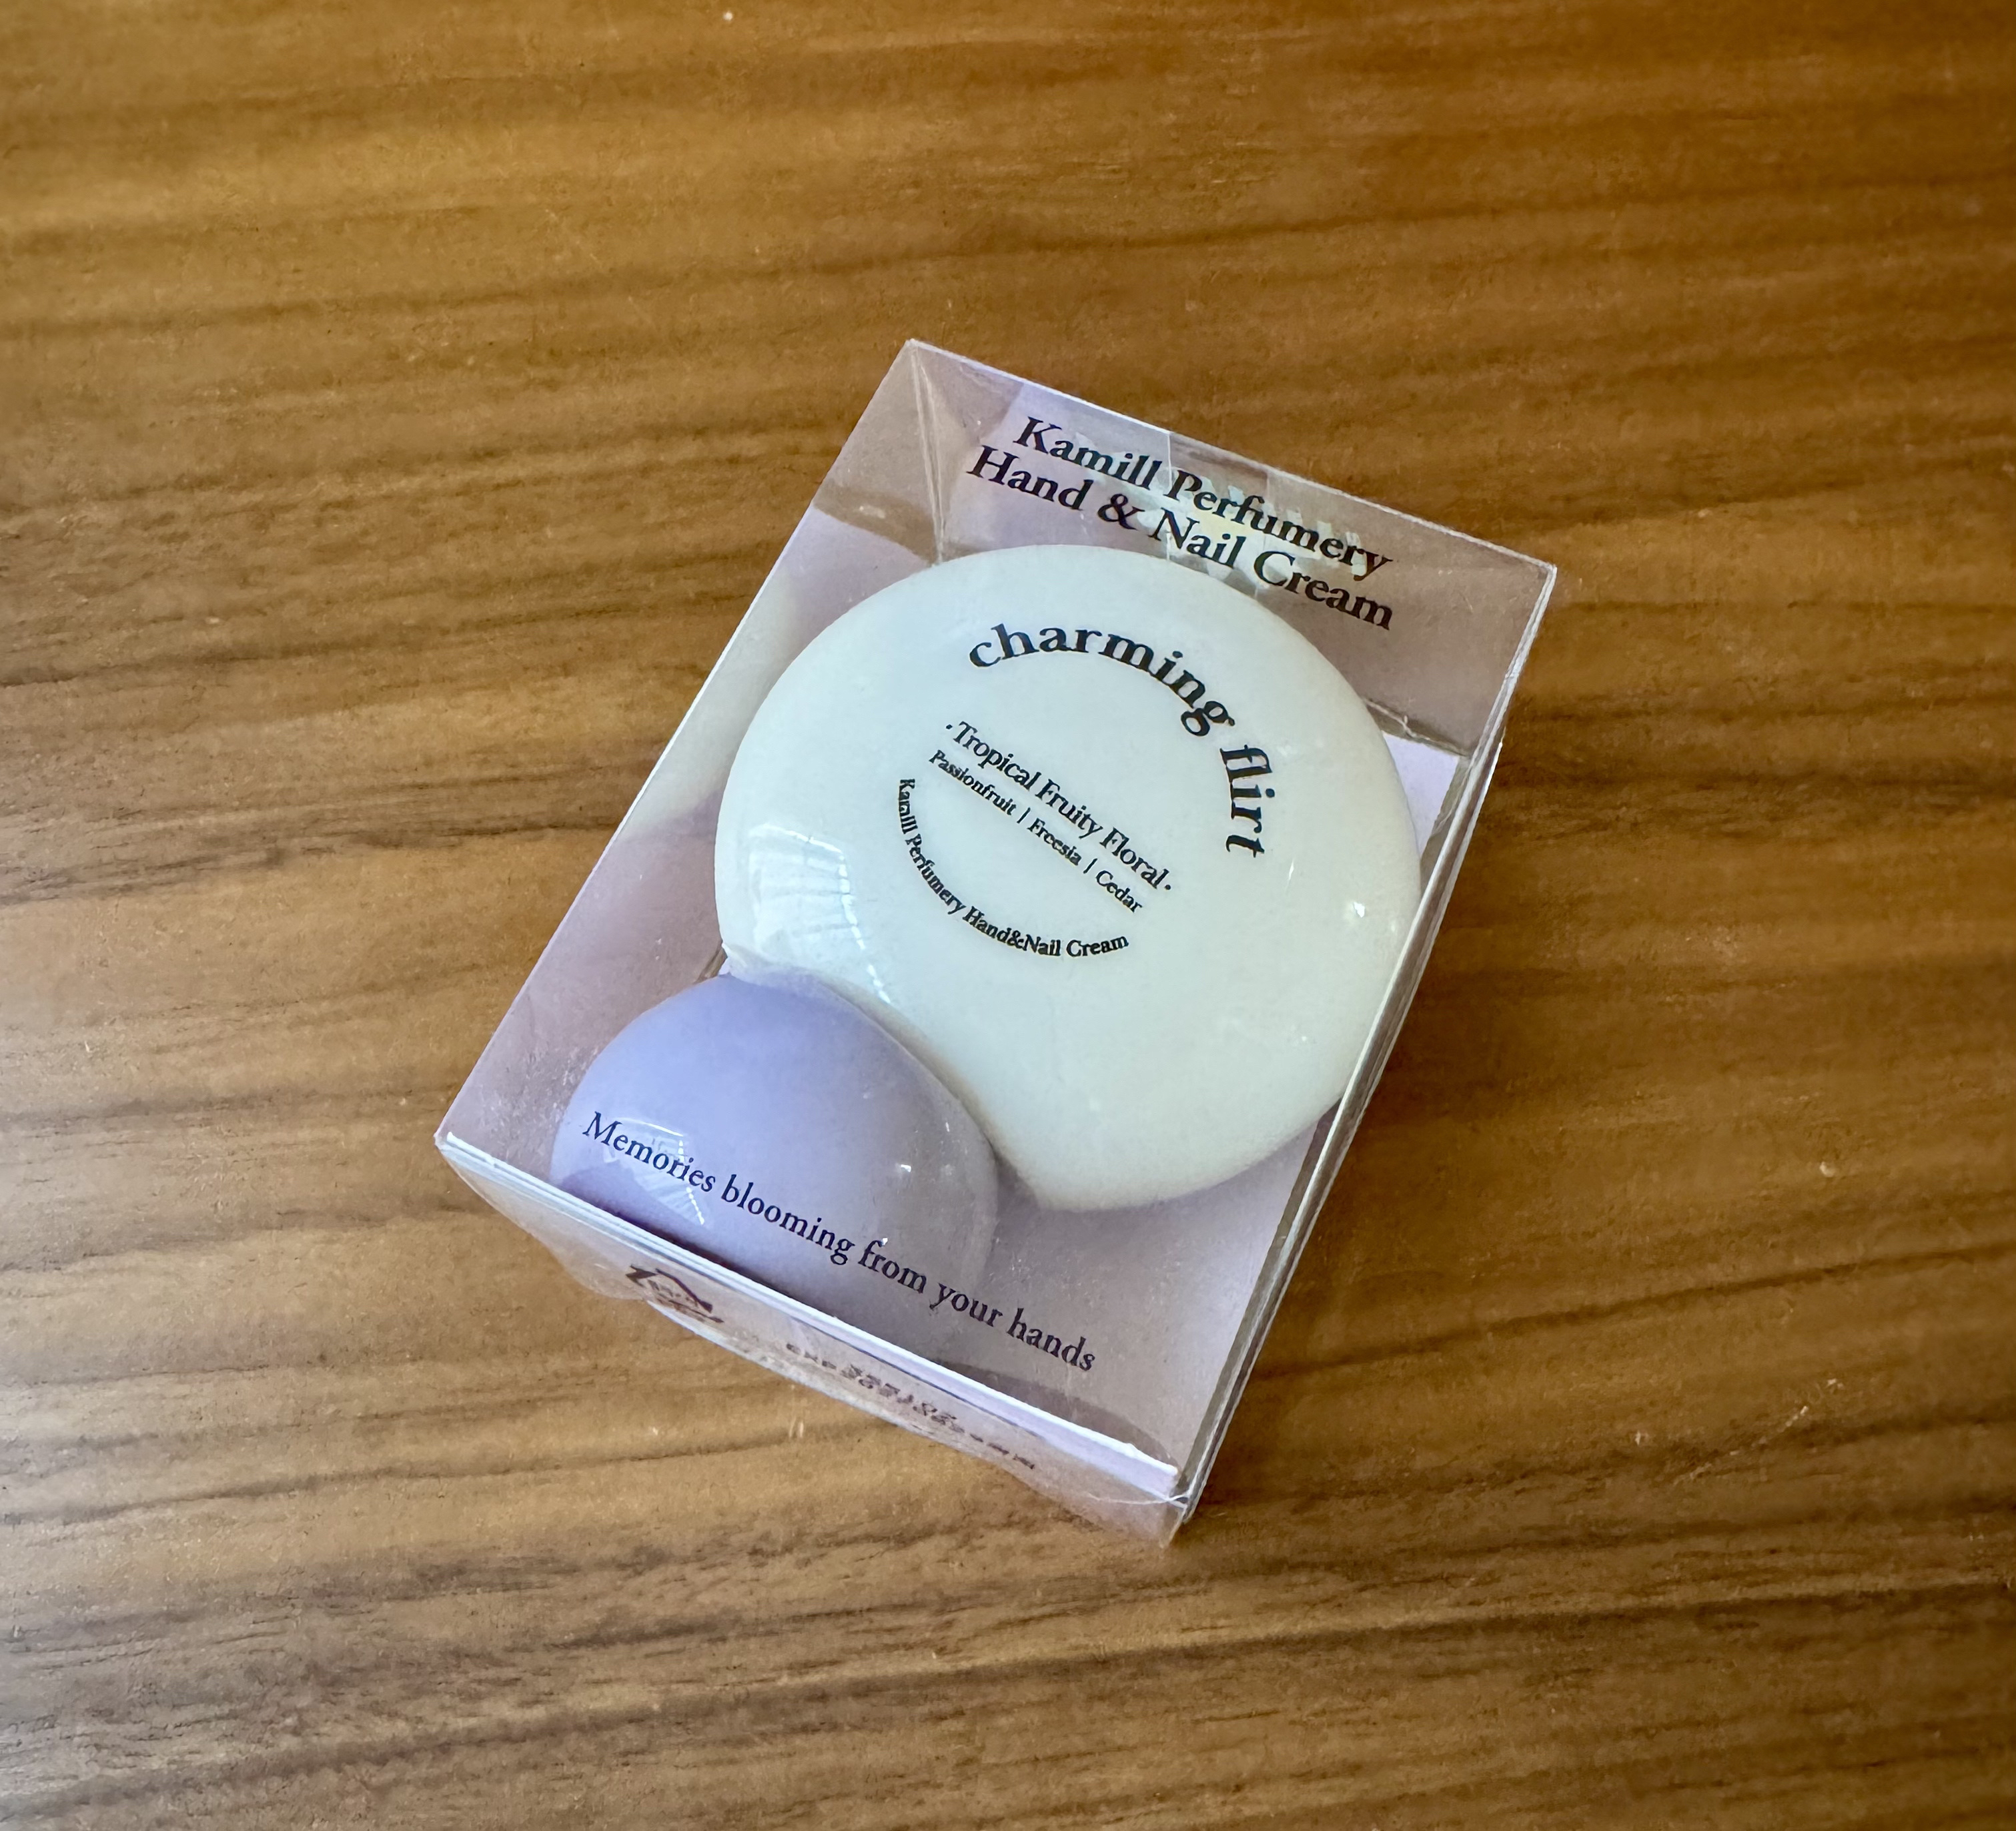 Kamill Perfumery
Hand & Nail Cream
charming flirt
·Tropical Fruity Floral·
Passionfruit | Freesia | Cedar
Kamill Perfumery Hand&Nail Cream
Memories blooming from your hands